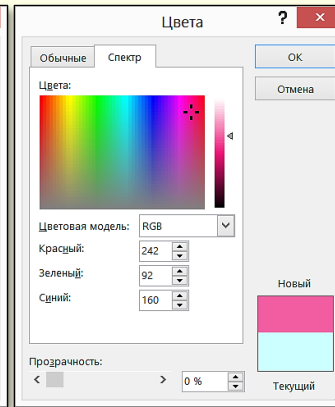 Цвета
?
Обычные
Спектр
ОК
Отмена
Цвета:
Цветовая модель: RGB
Красный: 242
Зеленый: 92
Синий: 160
Новый
Текущий
Прозрачность:
0 %